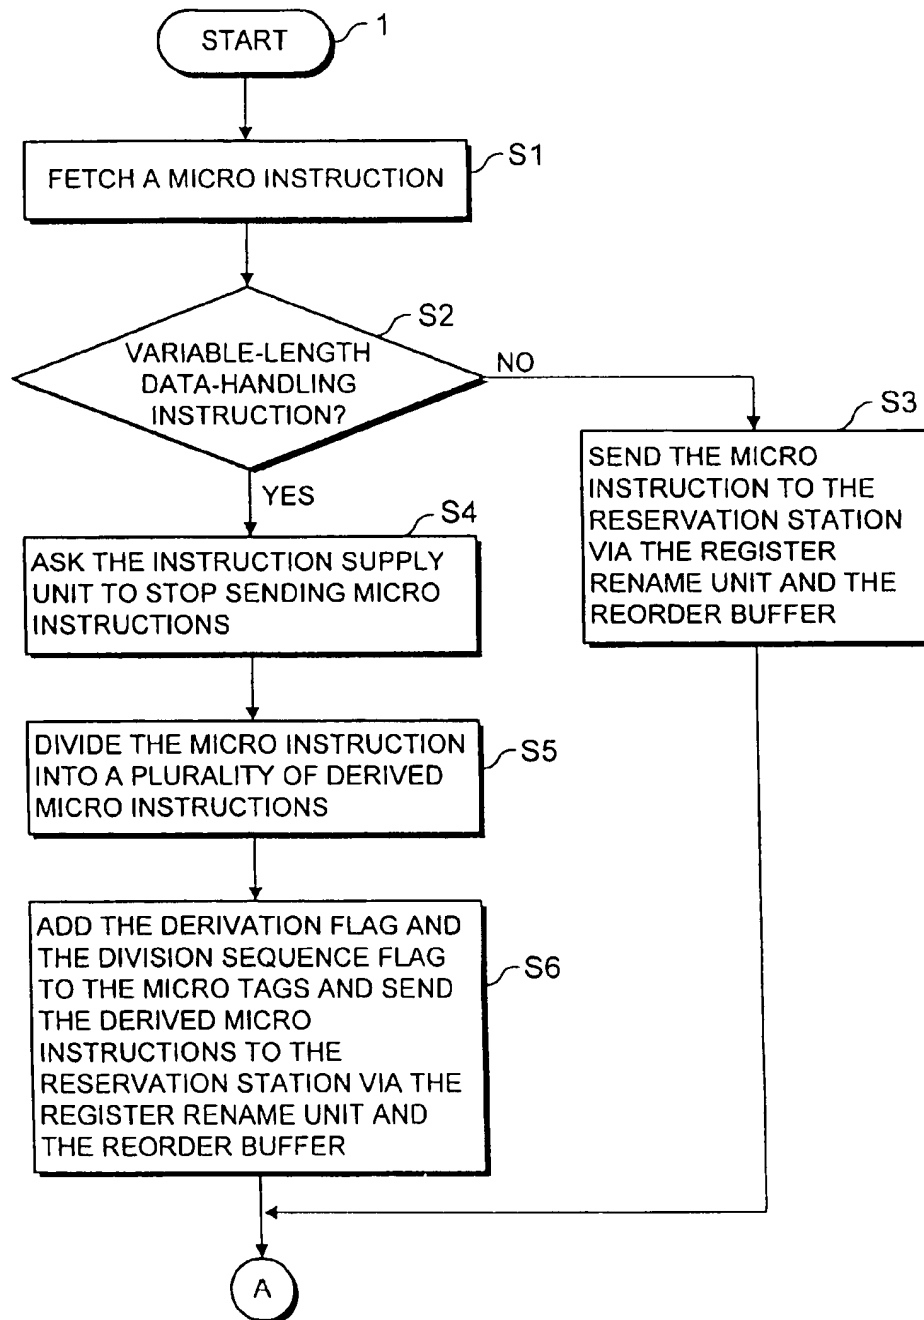 START
1
FETCH A MICRO INSTRUCTION
S1
S2
VARIABLE-LENGTH
DATA-HANDLING
INSTRUCTION?
NO
YES
S3
SEND THE MICRO
INSTRUCTION TO THE
RESERVATION STATION
VIA THE REGISTER
RENAME UNIT AND THE
REORDER BUFFER
S4
ASK THE INSTRUCTION SUPPLY
UNIT TO STOP SENDING MICRO
INSTRUCTIONS
DIVIDE THE MICRO INSTRUCTION
INTO A PLURALITY OF DERIVED
MICRO INSTRUCTIONS
S5
ADD THE DERIVATION FLAG AND
THE DIVISION SEQUENCE FLAG
TO THE MICRO TAGS AND SEND
THE DERIVED MICRO
INSTRUCTIONS TO THE
RESERVATION STATION VIA THE
REGISTER RENAME UNIT AND
THE REORDER BUFFER
S6
A